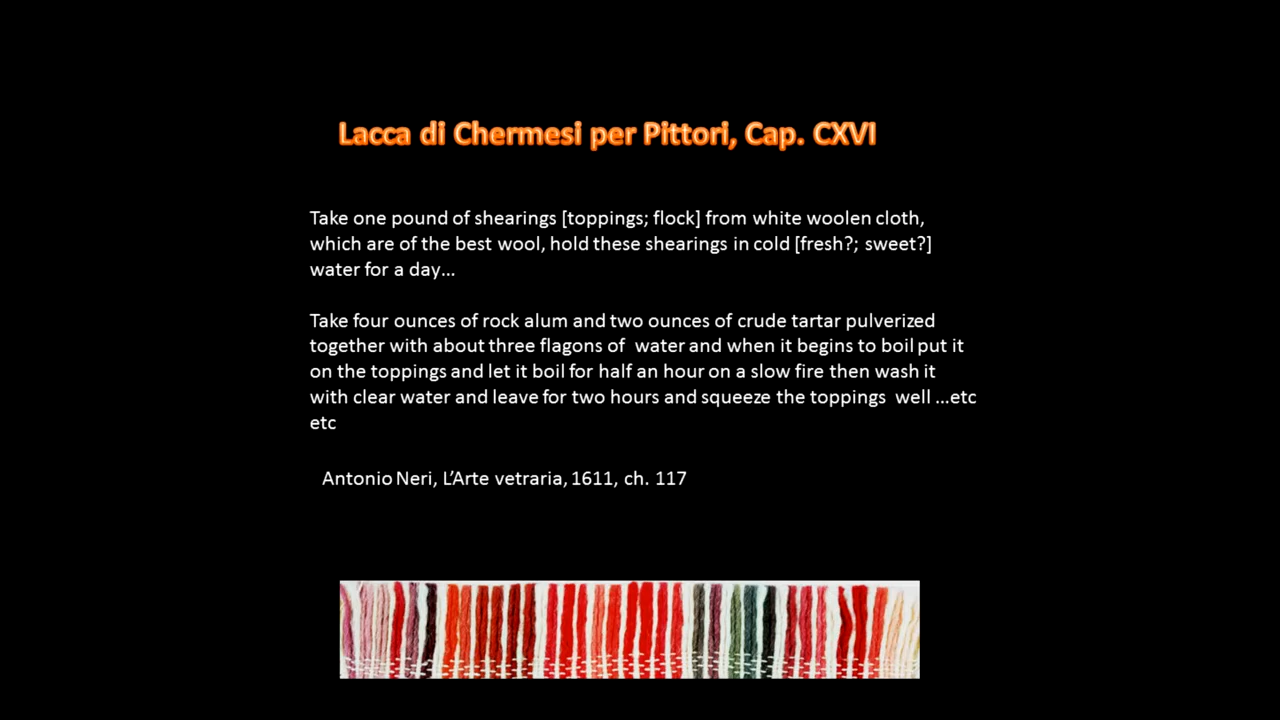 Lacca di Chermesi per Pittori, Cap. CXVI
Take one pound of shearings [toppings; flock] from white woolen cloth,
which are of the best wool, hold these shearings in cold [fresh?; sweet?]
water for a day...
Take four ounces of rock alum and two ounces of crude tartar pulverized
together with about three flagons of water and when it begins to boil put it
on the toppings and let it boil for half an hour on a slow fire then wash it
with clear water and leave for two hours and squeeze the toppings well ...etc
etc
Antonio Neri, L’Arte vetraria, 1611, ch. 117